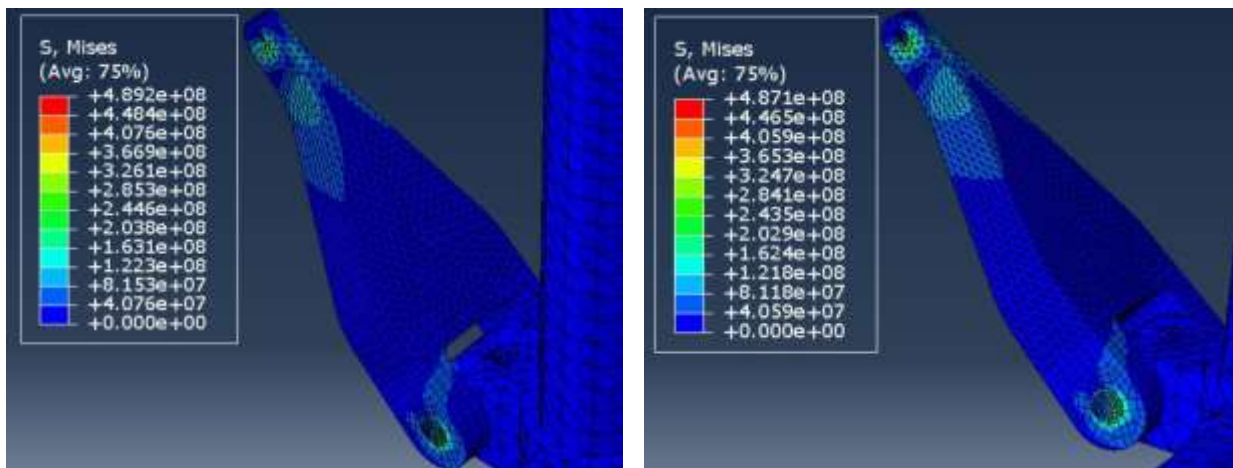 S, Mises
(Avg: 75%)
+4.892e+08
+4.484e+08
+4.076e+08
+3.669e+08
+3.261e+08
+2.853e+08
+2.446e+08
+2.038e+08
+1.631e+08
+1.223e+08
+8.153e+07
+4.076e+07
+0.000e+00
S, Mises
(Avg: 75%)
+4.871e+08
+4.465e+08
+4.059e+08
+3.653e+08
+3.247e+08
+2.841e+08
+2.435e+08
+2.029e+08
+1.624e+08
+1.218e+08
+8.118e+07
+4.059e+07
+0.000e+00